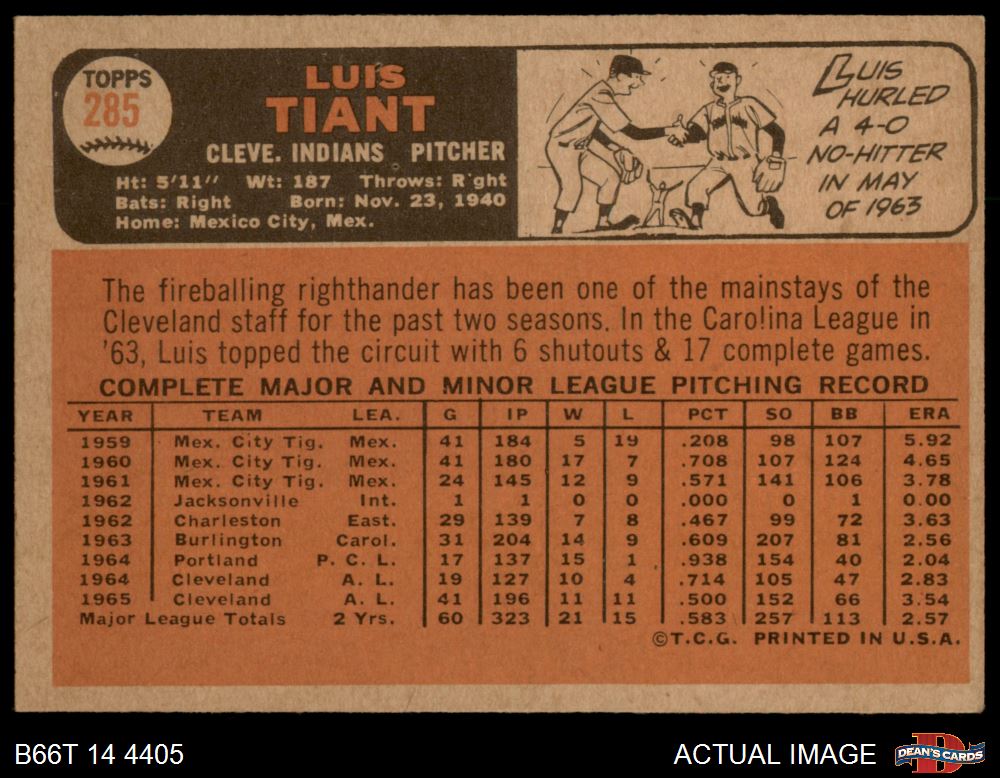 TOPPS
285
LUIS
TIANT
CLEVE. INDIANS PITCHER
Ht: 5'11" Wt: 187 Throws: R ght
Bats: Right Born: Nov. 23, 1940
Home: Mexico City, Mex.
LUIS
HURLED
A 4-0
NO-HITTER
IN MAY
OF 1963
The fireballing righthander has been one of the mainstays of the
Cleveland staff for the past two seasons. In the Carolina League in
'63, Luis topped the circuit with 6 shutouts & 17 complete games.
COMPLETE MAJOR AND MINOR LEAGUE PITCHING RECORD
YEAR TEAM LEA. G IP W L PCT SO BB ERA
1959 Mex. City Tig. Mex. 41 184 5 19 .208 98 107 5.92
1960 Mex. City Tig. Mex. 41 180 17 7 .708 107 124 4.65
1961 Mex. City Tig. Mex. 24 145 12 9 .571 141 106 3.78
1962 Jacksonville Int. 1 1 0 0 .000 0 1 0.00
1962 Charleston East. 29 139 7 8 .467 99 72 3.63
1963 Burlington Carol. 31 204 14 9 .609 207 81 2.56
1964 Portland P. C. L. 17 137 15 1 .938 154 40 2.04
1964 Cleveland A. L. 19 127 10 4 .714 105 47 2.83
1965 Cleveland A. L. 41 196 11 11 .500 152 66 3.54
Major League Totals 2 Yrs. 60 323 21 15 .583 257 113 2.57
©T.C.G. PRINTED IN U.S.A.
B66T 14 4405
ACTUAL IMAGE
DEAN'S CARDS